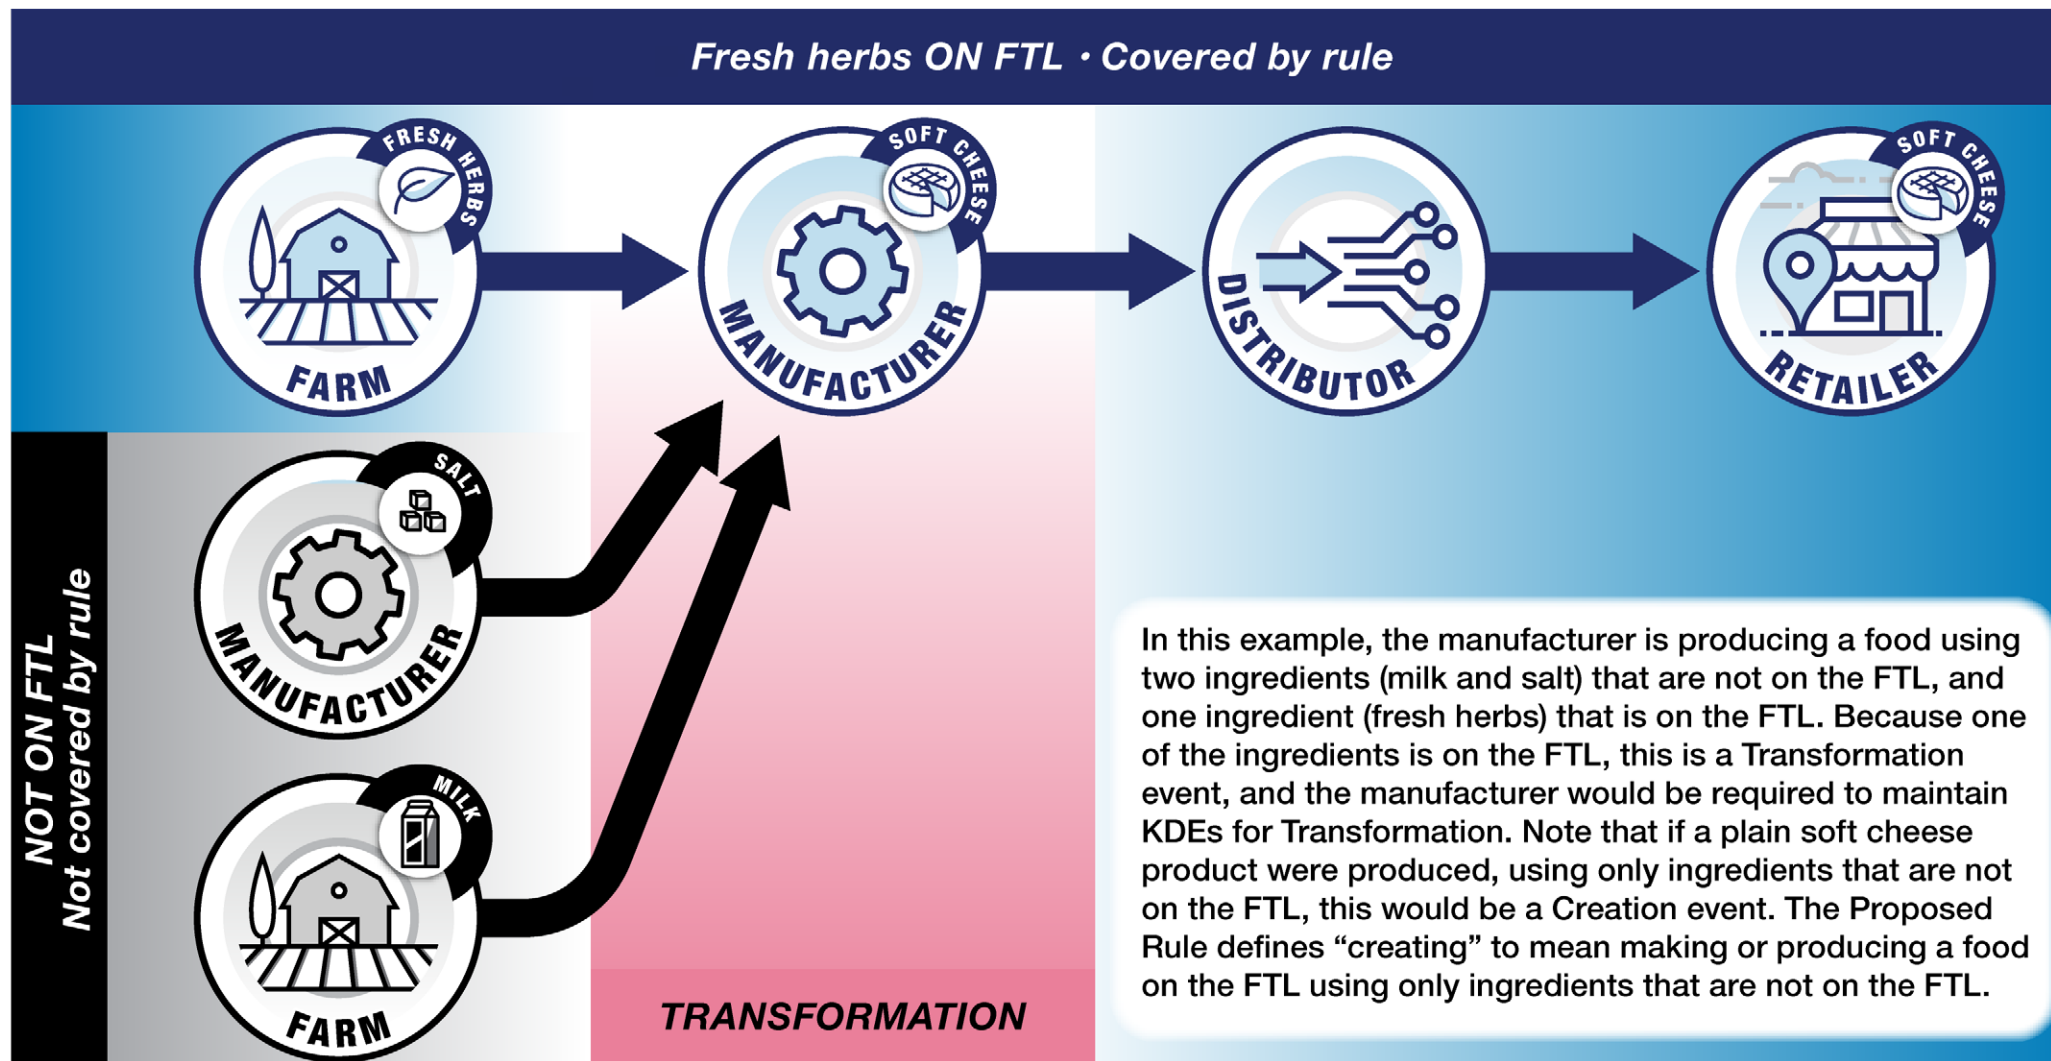 Fresh herbs ON FTL • Covered by rule
FRESH HERBS
FARM
SOFT CHEESE
MANUFACTURER
DISTRIBUTOR
SOFT CHEESE
RETAILER
NOT ON FTL
Not covered by rule
SALT
MANUFACTURER
MILK
FARM
TRANSFORMATION
In this example, the manufacturer is producing a food using
two ingredients (milk and salt) that are not on the FTL, and
one ingredient (fresh herbs) that is on the FTL. Because one
of the ingredients is on the FTL, this is a Transformation
event, and the manufacturer would be required to maintain
KDEs for Transformation. Note that if a plain soft cheese
product were produced, using only ingredients that are not
on the FTL, this would be a Creation event. The Proposed
Rule defines “creating” to mean making or producing a food
on the FTL using only ingredients that are not on the FTL.